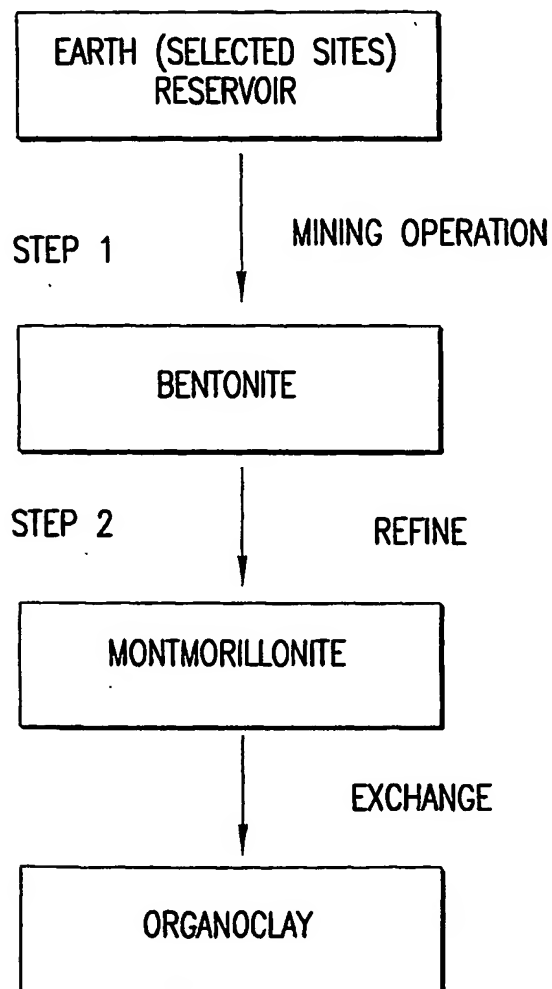 EARTH (SELECTED SITES)
RESERVOIR
STEP 1
MINING OPERATION
BENTONITE
STEP 2
REFINE
MONTMORILLONITE
EXCHANGE
ORGANOCLAY